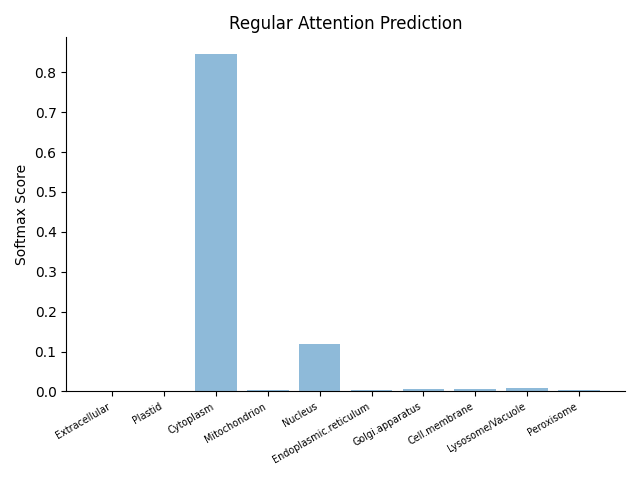 Regular Attention Prediction
Softmax Score
0.8
0.7
0.6
0.5
0.4
0.3
0.2
0.1
0.0
Extracellular
Plastid
Cytoplasm
Mitochondrion
Nucleus
Endoplasmic.reticulum
Golgi.apparatus
Cell.membrane
Lysosome/Vacuole
Peroxisome